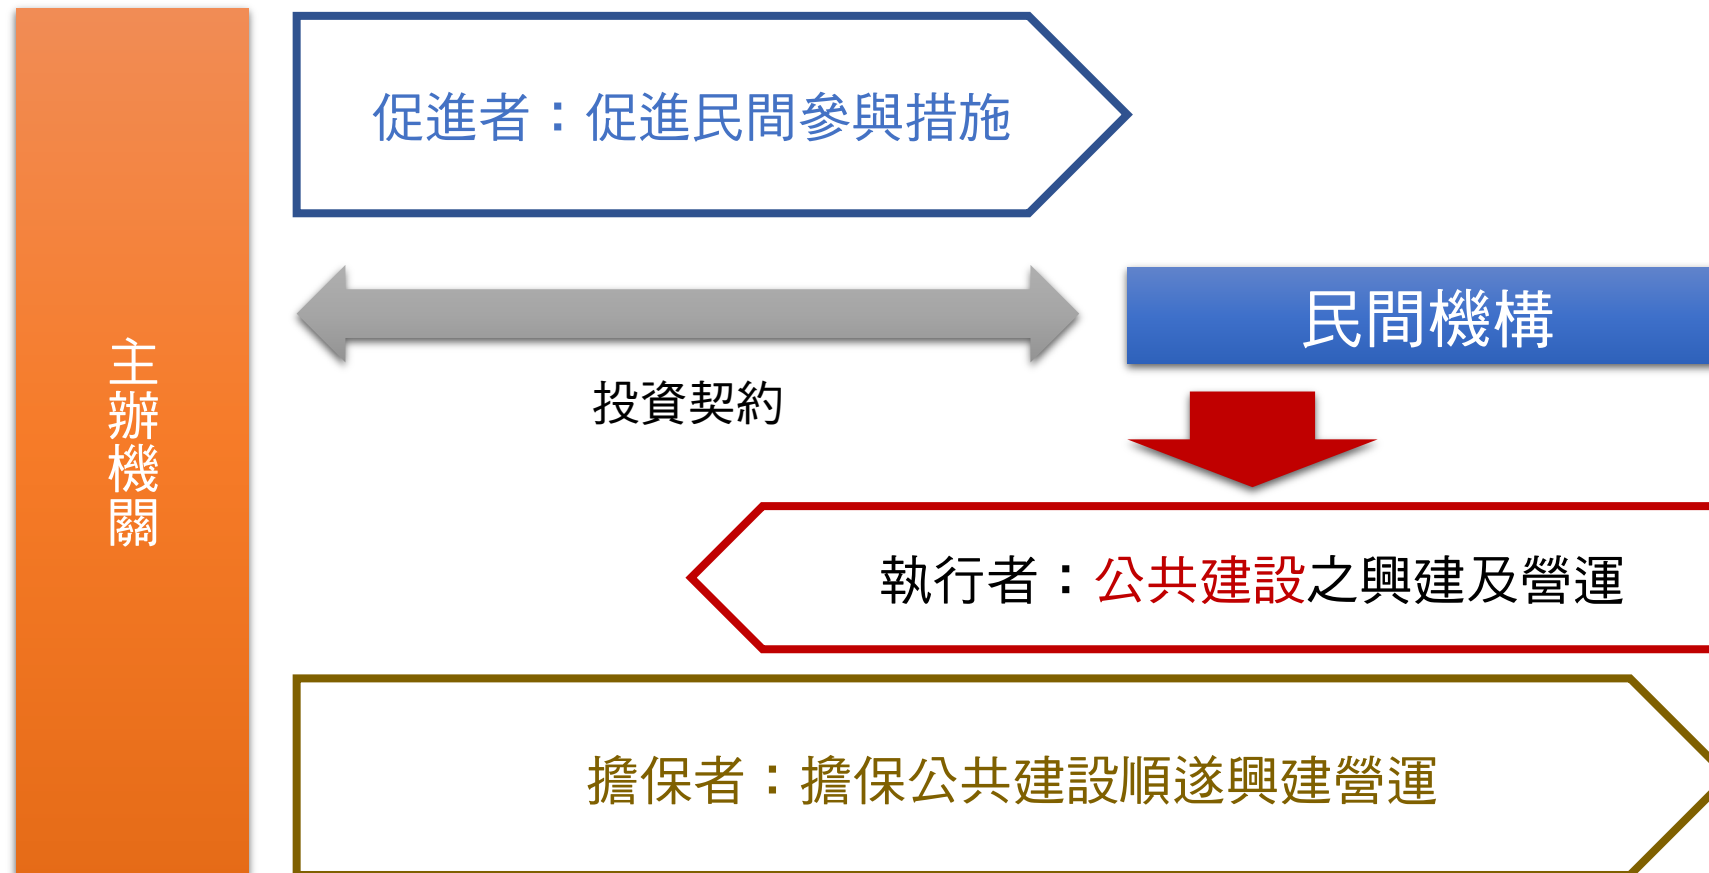 主辦機關
促進者：促進民間參與措施
民間機構
投資契約
執行者：公共建設之興建及營運
擔保者：擔保公共建設順遂興建營運